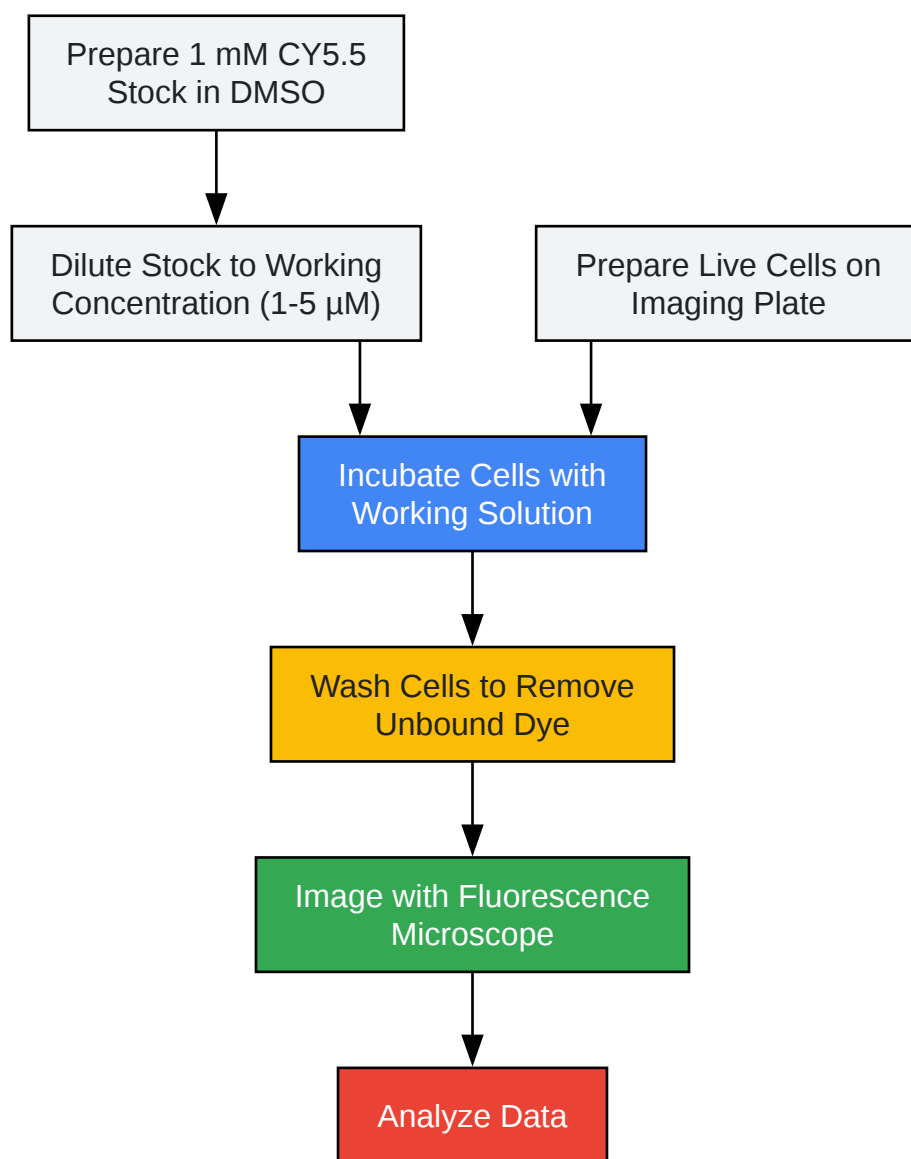 Prepare 1 mM CY5.5
Stock in DMSO
Dilute Stock to Working
Concentration (1-5 µM)
Prepare Live Cells on
Imaging Plate
Incubate Cells with
Working Solution
Wash Cells to Remove
Unbound Dye
Image with Fluorescence
Microscope
Analyze Data